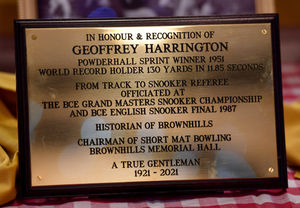 IN HONOUR & RECOGNITION OF
GEOFFREY HARRINGTON
POWDERHALL SPRINT WINNER 1951
WORLD RECORD HOLDER 130 YARDS IN 11.85 SECONDS
FROM TRACK TO SNOOKER REFEREE
OFFICIATED AT
THE BCE GRAND MASTERS SNOOKER CHAMPIONSHIP
AND BCE ENGLISH SNOOKER FINAL 1987
HISTORIAN OF BROWNHILLS
CHAIRMAN OF SHORT MAT BOWLING
BROWNHILLS MEMORIAL HALL
A TRUE GENTLEMAN
1921 - 2021